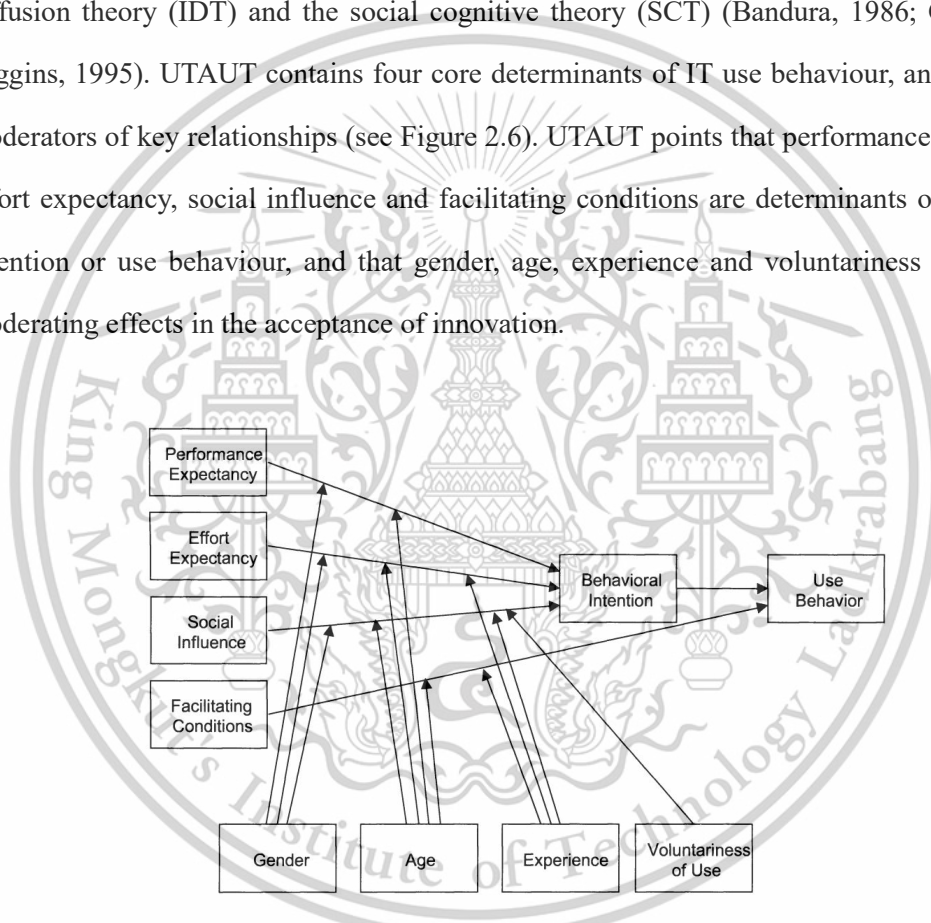 ffusion theory (IDT) and the social cognitive theory (SCT) (Bandura, 1986;
ggins, 1995). UTAUT contains four core determinants of IT use behaviour, an
oderators of key relationships (see Figure 2.6). UTAUT points that performance
fort expectancy, social influence and facilitating conditions are determinants o
ention or use behaviour, and that gender, age, experience and voluntariness
oderating effects in the acceptance of innovation.
Performance
Expectancy
Effort
Expectancy
Social
Influence
Facilitating
Conditions
Behavioral
Intention
Use
Behavior
Gender
Age
Experience
Voluntariness
of Use
King Mongkut's Institute of Technology Ladkrabang